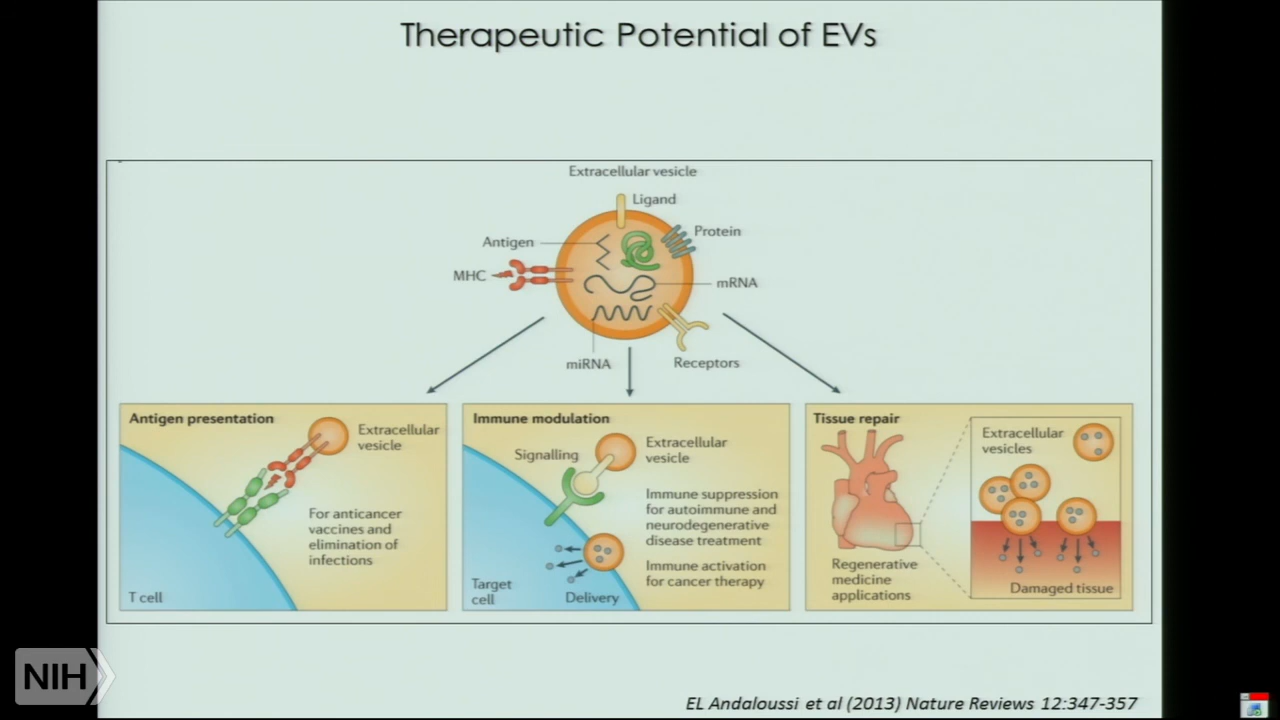 Therapeutic Potential of EVs
Extracellular vesicle
Ligand
Protein
Antigen
MHC
mRNA
miRNA
Receptors
Antigen presentation
Extracellular
vesicle
For anticancer
vaccines and
elimination of
infections
T cell
Immune modulation
Signalling
Extracellular
vesicle
Immune suppression
for autoimmune and
neurodegenerative
disease treatment
Immune activation
for cancer therapy
Target
cell
Delivery
Tissue repair
Extracellular
vesicles
Regenerative
medicine
applications
Damaged tissue
NIH
EL Andaloussi et al (2013) Nature Reviews 12:347-357